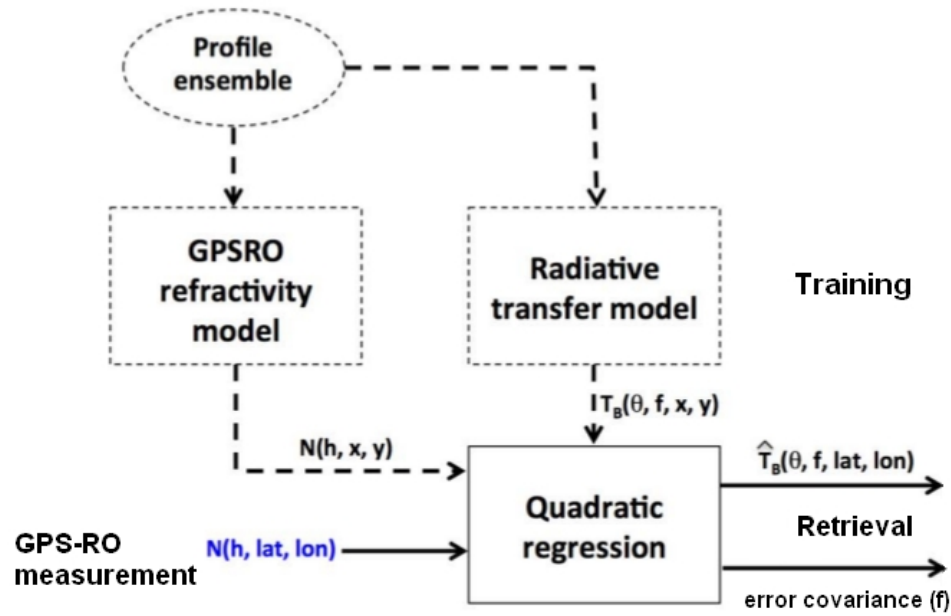 Profile
ensemble
GPSRO
refractivity
model
Radiative
transfer model
Training
T_B(θ, f, x, y)
N(h, x, y)
T̂_B(θ, f, lat, lon)
Quadratic
regression
Retrieval
GPS-RO
measurement
N(h, lat, lon)
error covariance (f)